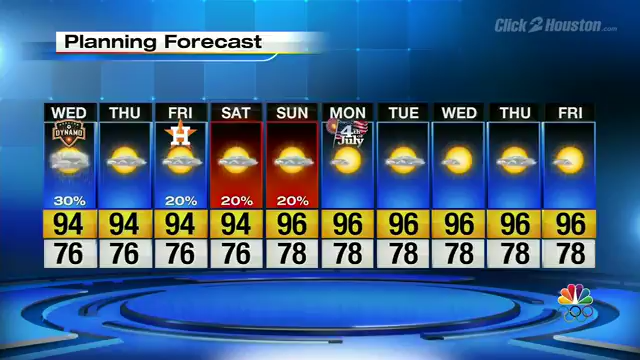 Click2Houston.com
Planning Forecast
WED THU FRI SAT SUN MON TUE WED THU FRI
DYNAMO H 4th of July
30% 20% 20% 20%
94 94 94 94 96 96 96 96 96 96
76 76 76 76 78 78 78 78 78 78